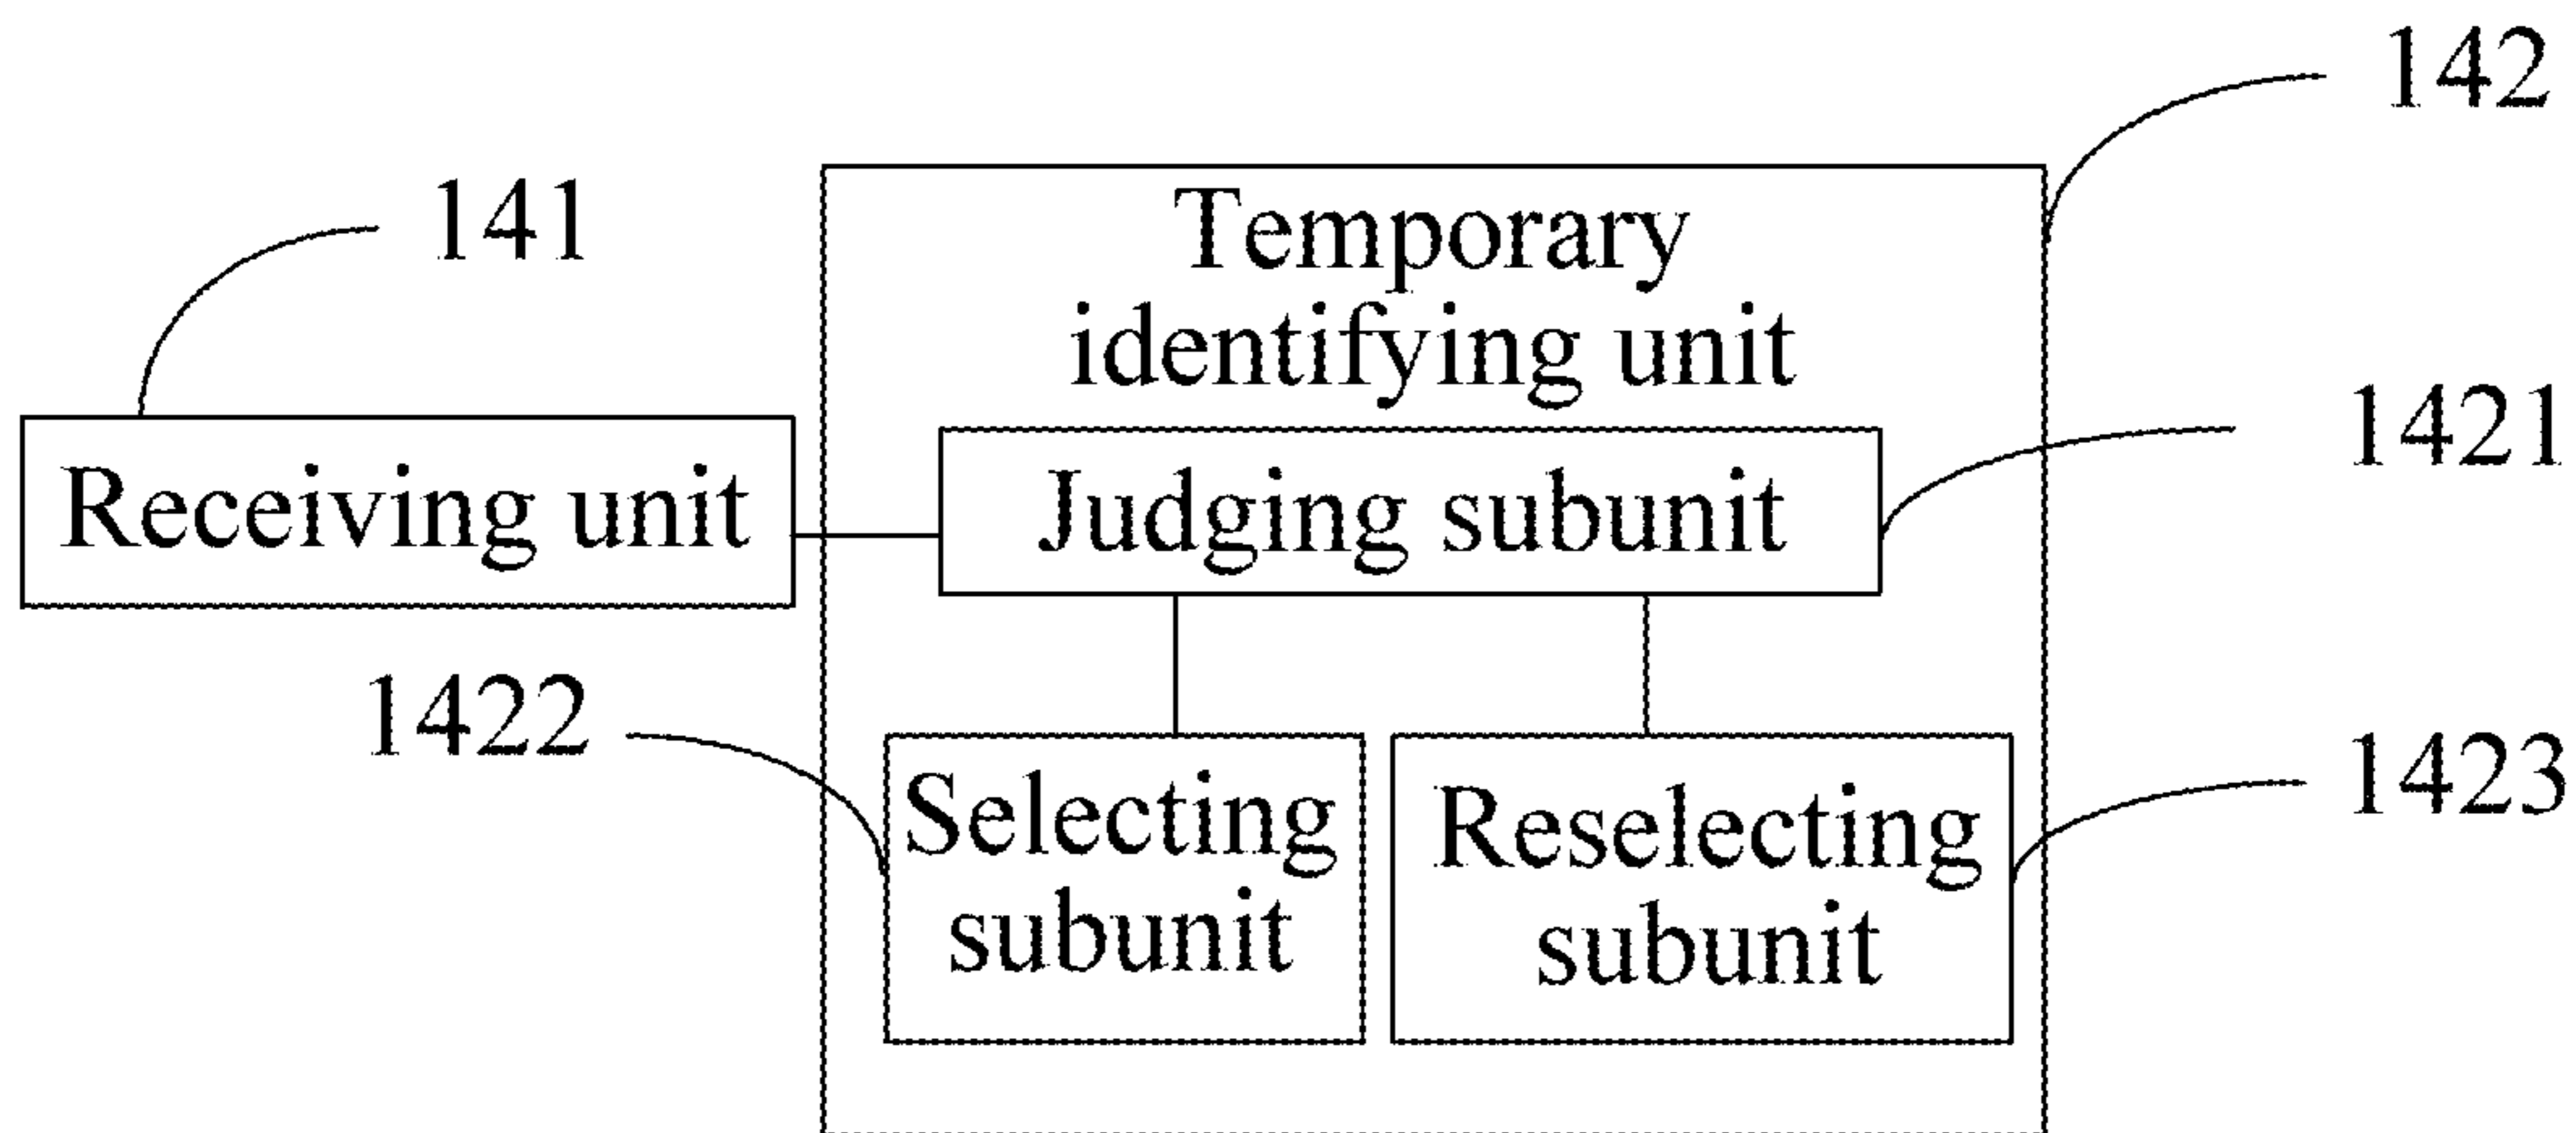 142
141
Temporary
identifying unit
1421
Receiving unit
Judging subunit
1422
1423
Selecting
subunit
Reselecting
subunit